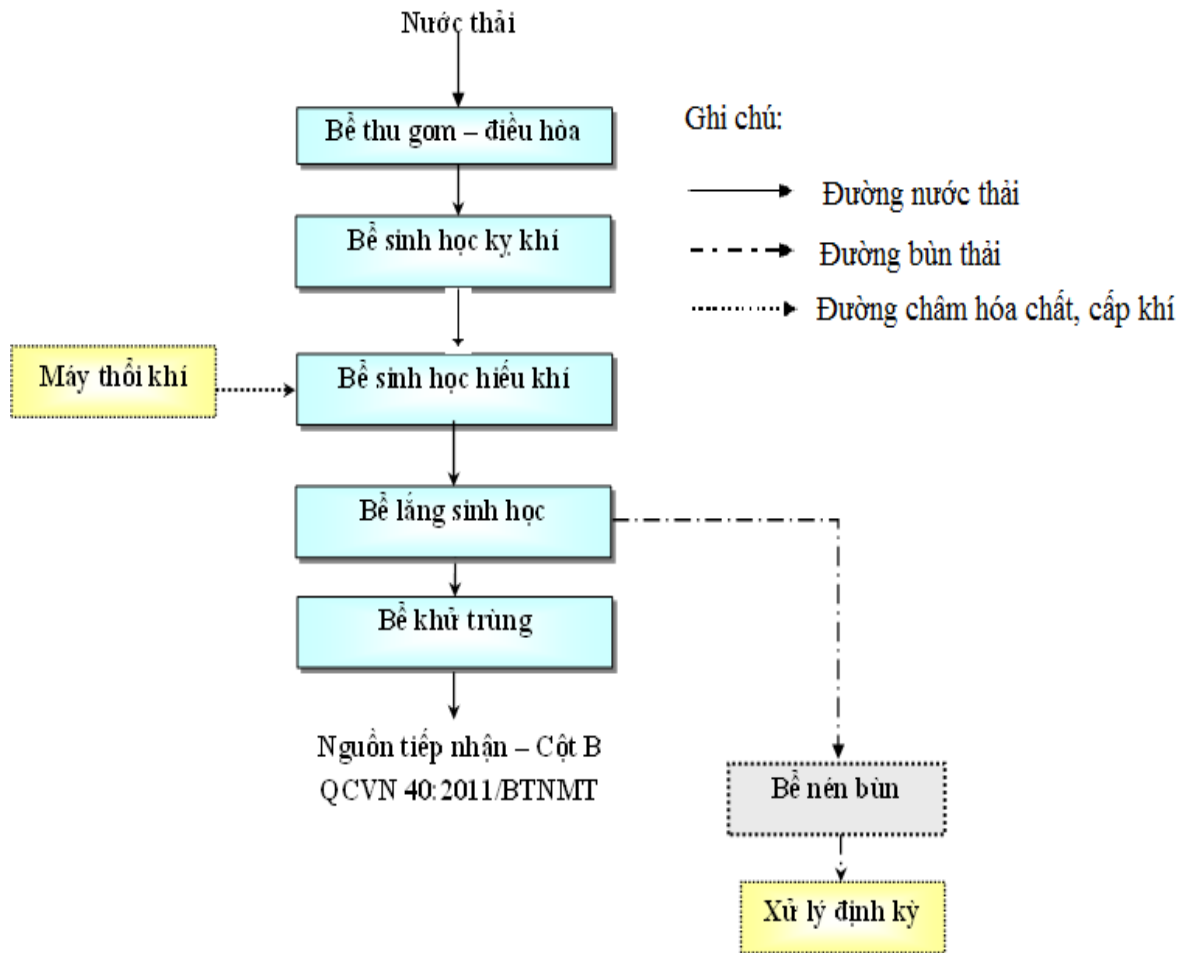 Nước thải
Bể thu gom – điều hòa
Ghi chú:
Đường nước thải
Bể sinh học kỵ khí
Đường bùn thải
Đường châm hóa chất, cấp khí
Máy thổi khí
Bể sinh học hiếu khí
Bể lắng sinh học
Bể khử trùng
Nguồn tiếp nhận – Cột B
QCVN 40:2011/BTNMT
Bể nén bùn
Xử lý định kỳ